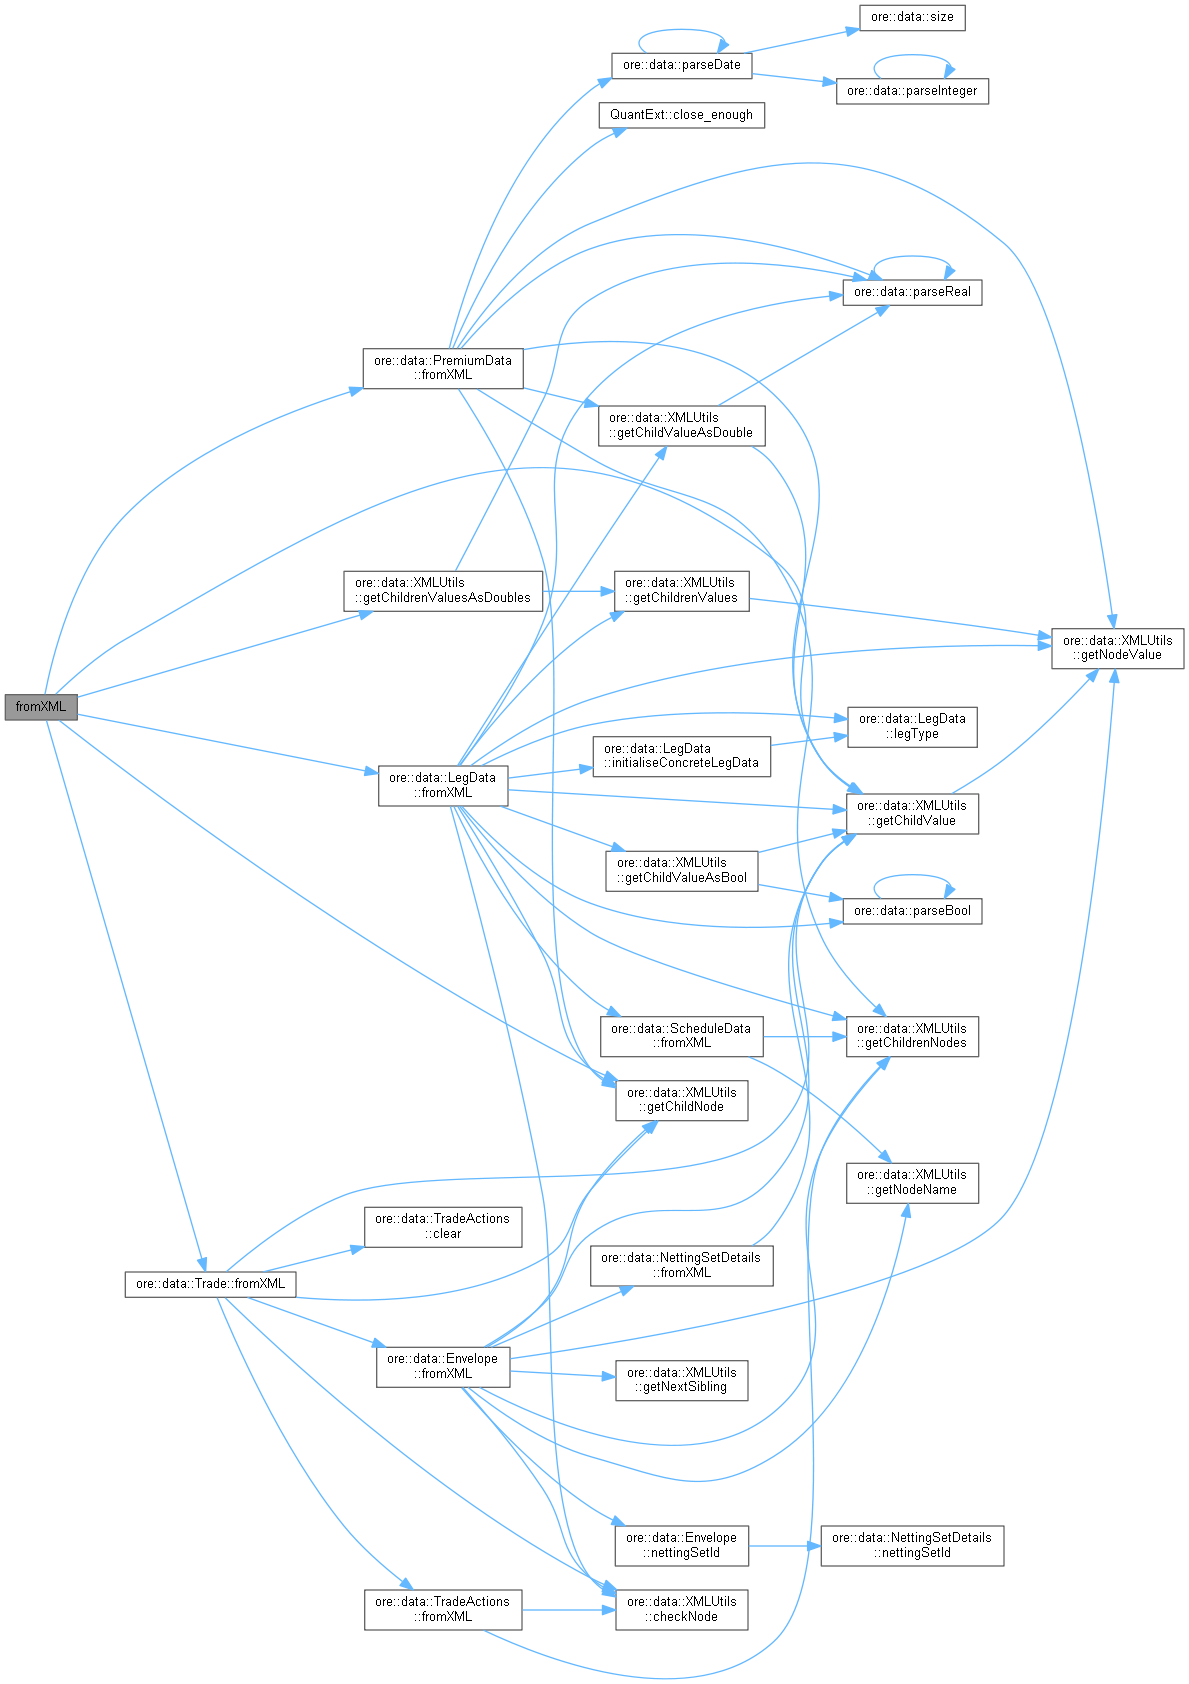 ore::data::size
ore::data::parseDate
ore::data::parseInteger
QuantExt::close_enough
ore::data::parseReal
ore::data::PremiumData
::fromXML
ore::data::XMLUtils
::getChildValueAsDouble
ore::data::XMLUtils
::getChildrenValuesAsDoubles
ore::data::XMLUtils
::getChildrenValues
ore::data::XMLUtils
::getNodeValue
fromXML
ore::data::LegData
::legType
ore::data::LegData
::initialiseConcreteLegData
ore::data::LegData
::fromXML
ore::data::XMLUtils
::getChildValue
ore::data::XMLUtils
::getChildValueAsBool
ore::data::parseBool
ore::data::ScheduleData
::fromXML
ore::data::XMLUtils
::getChildrenNodes
ore::data::XMLUtils
::getChildNode
ore::data::XMLUtils
::getNodeName
ore::data::TradeActions
::clear
ore::data::NettingSetDetails
::fromXML
ore::data::Trade::fromXML
ore::data::Envelope
::fromXML
ore::data::XMLUtils
::getNextSibling
ore::data::Envelope
::nettingSetId
ore::data::NettingSetDetails
::nettingSetId
ore::data::TradeActions
::fromXML
ore::data::XMLUtils
::checkNode